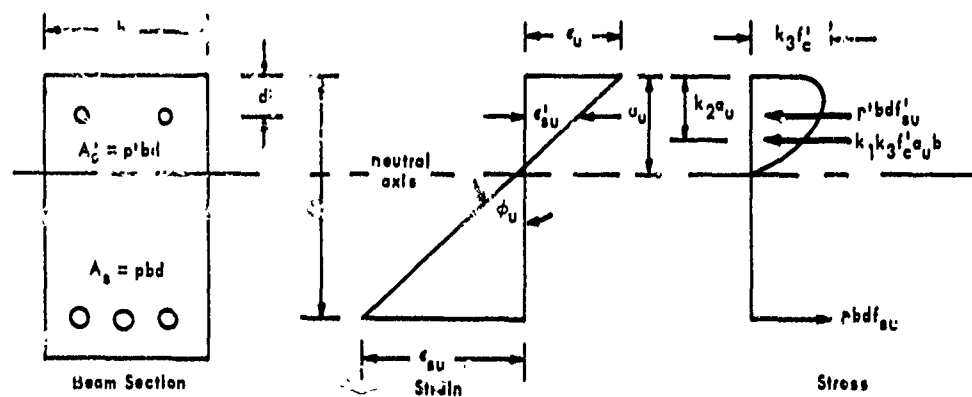 ϵu
k3f'c
d'
ϵ'su
au
k2au
p'bdf'su
k1k3f'caub
A's = p'bd
neutral
axis
ϕu
As = pbd
pbdfsu
ϵsu
Beam Section
Strain
Stress